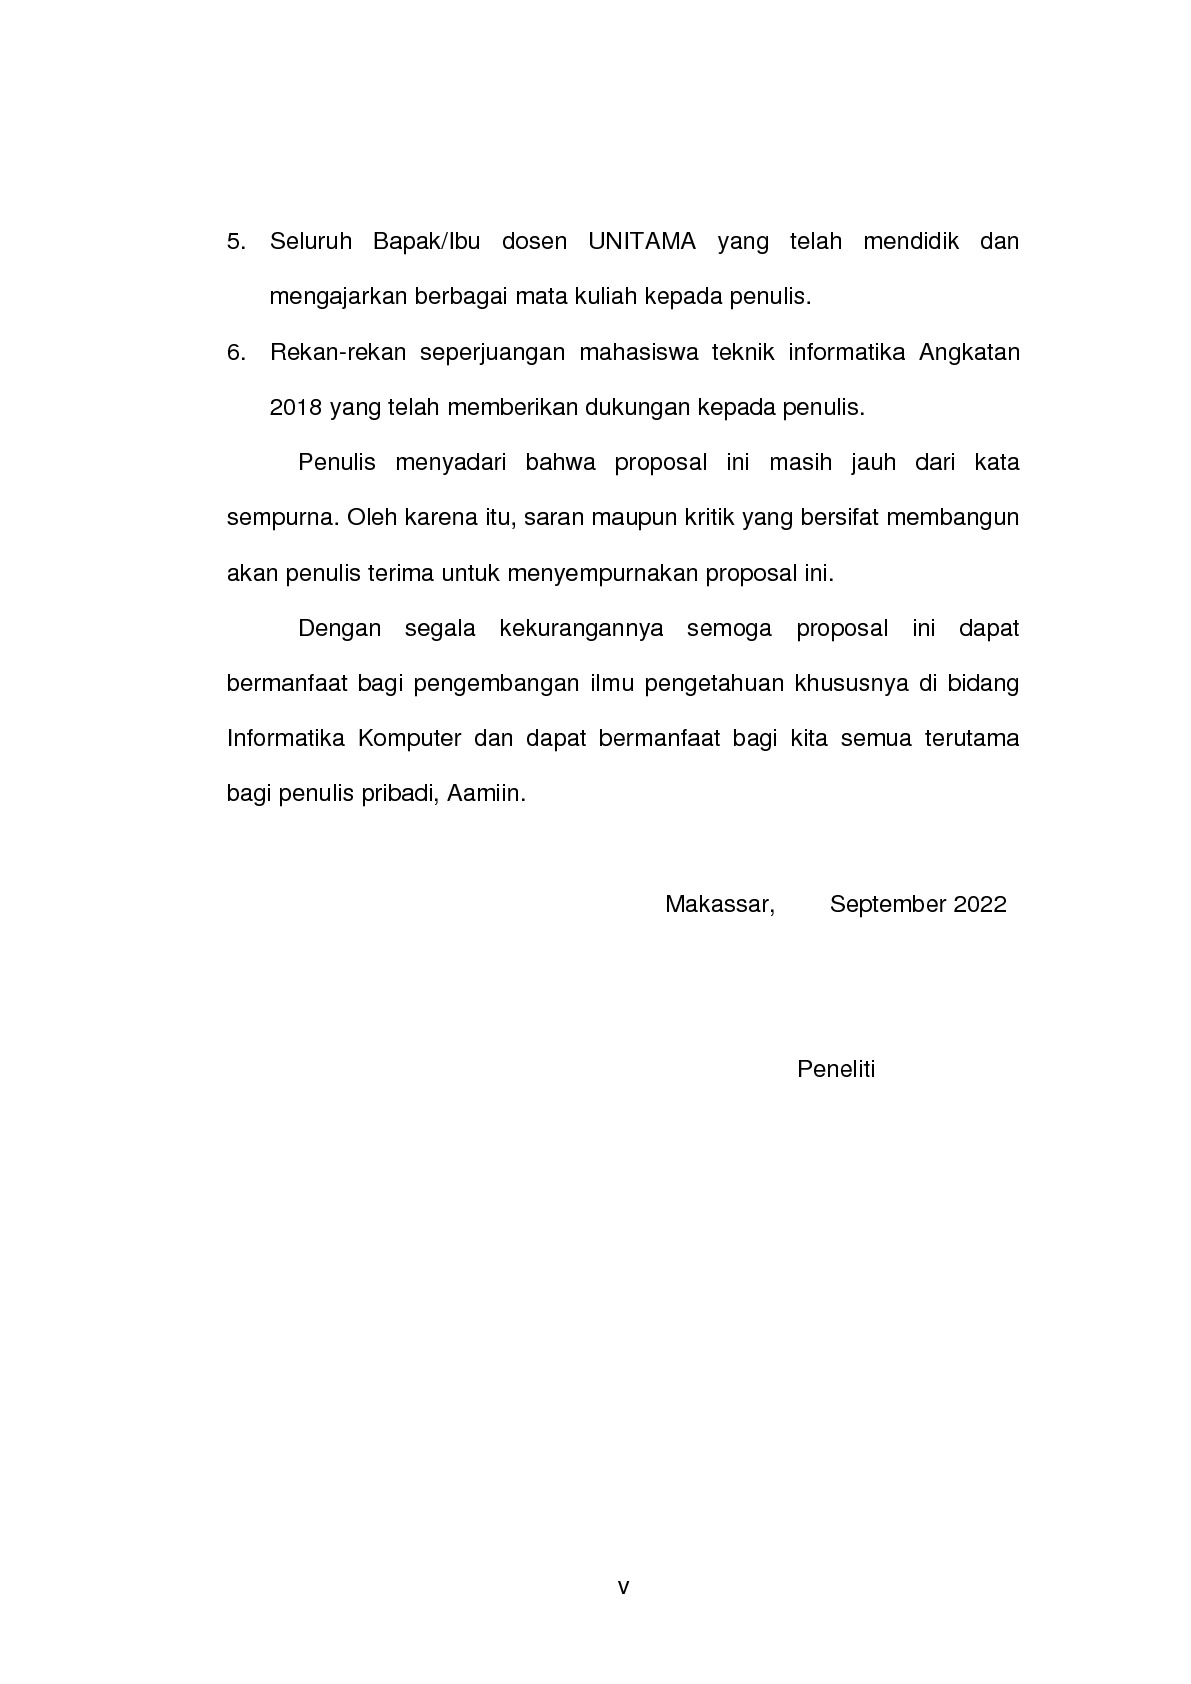 5. Seluruh Bapak/Ibu dosen UNITAMA yang telah mendidik dan
mengajarkan berbagai mata kuliah kepada penulis.
6. Rekan-rekan seperjuangan mahasiswa teknik informatika Angkatan
2018 yang telah memberikan dukungan kepada penulis.
Penulis menyadari bahwa proposal ini masih jauh dari kata
sempurna. Oleh karena itu, saran maupun kritik yang bersifat membangun
akan penulis terima untuk menyempurnakan proposal ini.
Dengan segala kekurangannya semoga proposal ini dapat
bermanfaat bagi pengembangan ilmu pengetahuan khususnya di bidang
Informatika Komputer dan dapat bermanfaat bagi kita semua terutama
bagi penulis pribadi, Aamiin.
Makassar, September 2022
Peneliti
v